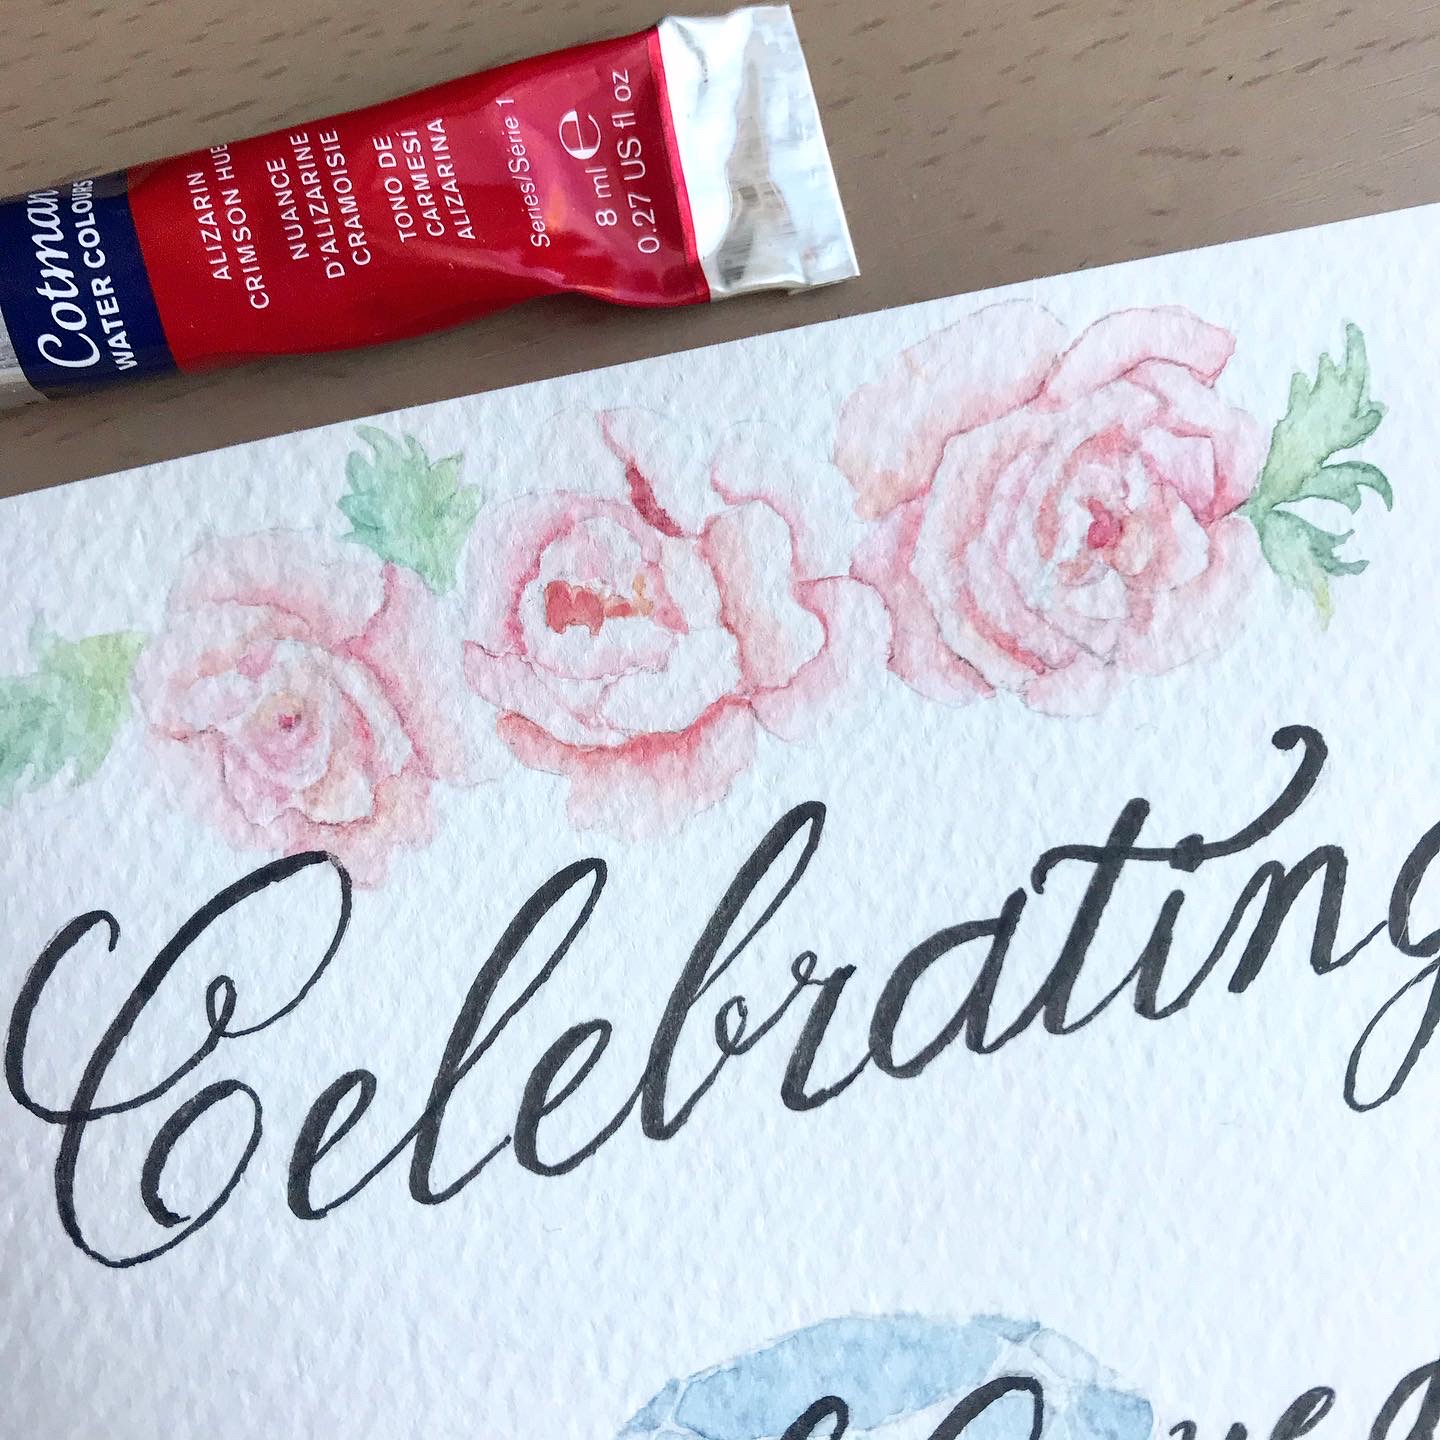 Cotman
WATER COLOURS
ALIZARIN
CRIMSON HUE
NUANCE
D'ALIZARINE
CRAMOISIE
TONO DE
CARMESÍ
ALIZARINA
Series/Série 1
8 ml e
0.27 US fl oz
Celebrating